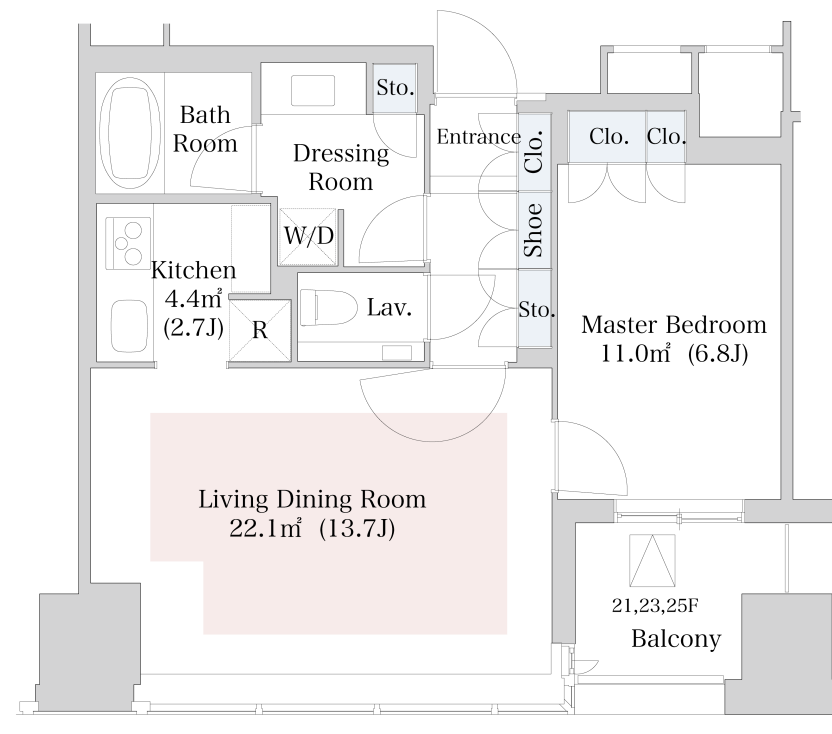 Sto.
Bath
Room
Entrance
Clo.
Clo.
Clo.
Dressing
Room
W/D
Shoe
Kitchen
4.4㎡
(2.7J)
R
Lav.
Sto.
Master Bedroom
11.0㎡ (6.8J)
Living Dining Room
22.1㎡ (13.7J)
21,23,25F
Balcony